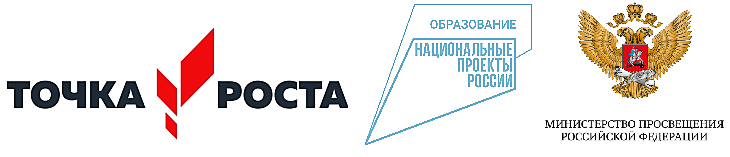 ТОЧКА РОСТА
ОБРАЗОВАНИЕ
НАЦИОНАЛЬНЫЕ
ПРОЕКТЫ
РОССИИ
МИНИСТЕРСТВО ПРОСВЕЩЕНИЯ
РОССИЙСКОЙ ФЕДЕРАЦИИ